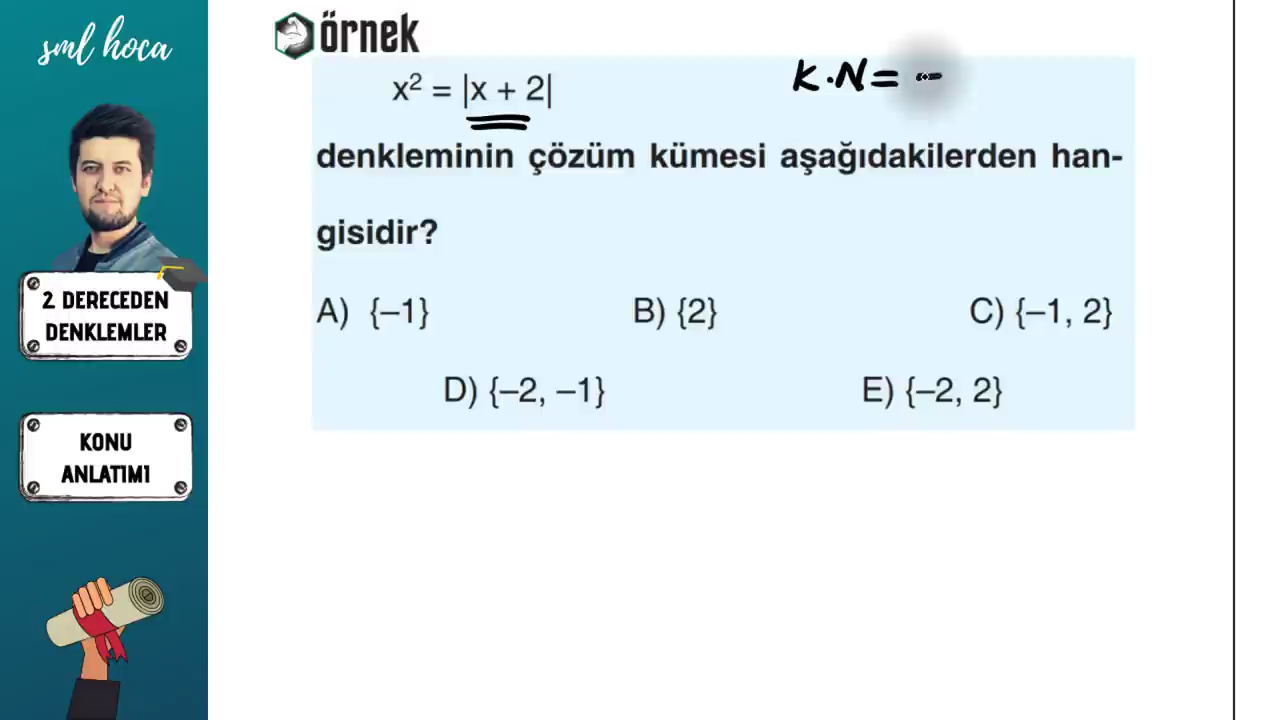 sml hoca
örnek
x² = |x + 2|
K.N= -
denkleminin çözüm kümesi aşağıdakilerden han-
gisidir?
A) {–1} B) {2} C) {–1, 2}
D) {–2, –1} E) {–2, 2}
2. DERECEDEN
DENKLEMLER
KONU
ANLATIMI